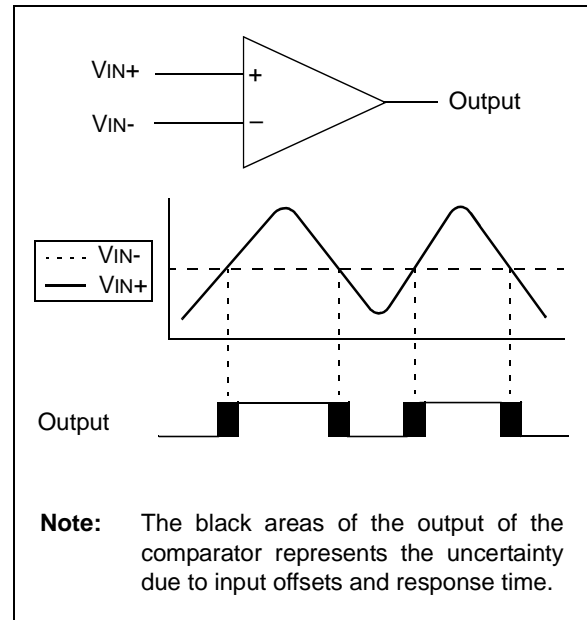 VIN+
+
Output
VIN-
–
VIN-
VIN+
Output
Note: The black areas of the output of the
comparator represents the uncertainty
due to input offsets and response time.